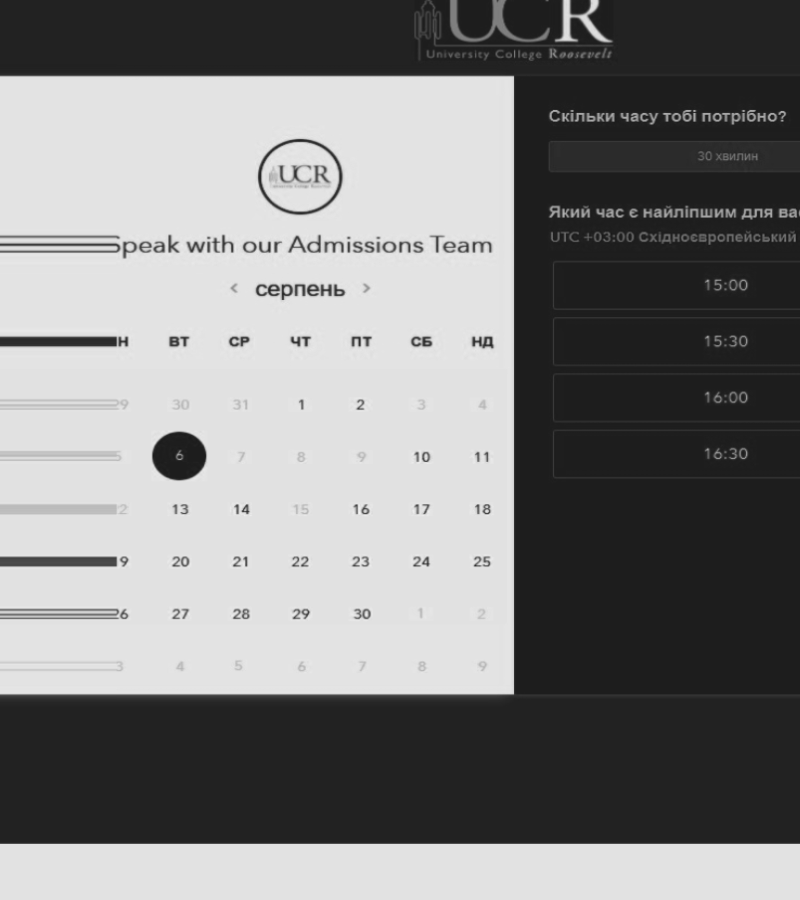 UCR
University College Roosevelt
UCR
Speak with our Admissions Team
< серпень >
Н ВТ СР ЧТ ПТ СБ НД
9 30 31 1 2 3 4
5 6 7 8 9 10 11
2 13 14 15 16 17 18
9 20 21 22 23 24 25
26 27 28 29 30 1 2
3 4 5 6 7 8 9
Скільки часу тобі потрібно?
30 хвилин
Який час є найліпшим для ва
UTC +03:00 Східноєвропейський
15:00
15:30
16:00
16:30